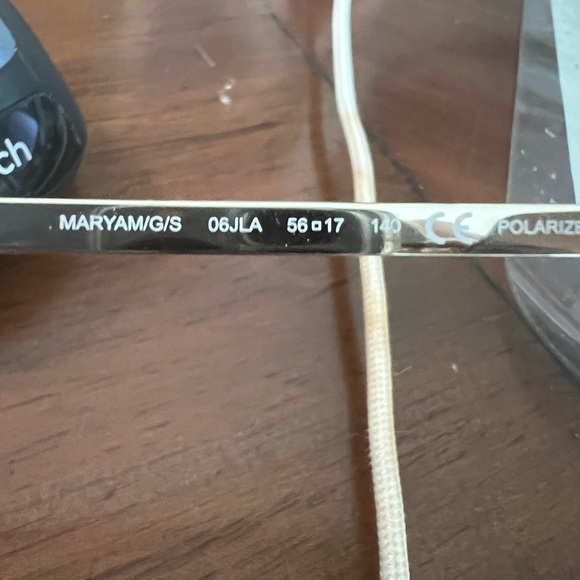 ch
MARYAM/G/S 06JLA 56□17 140 CE POLARIZE